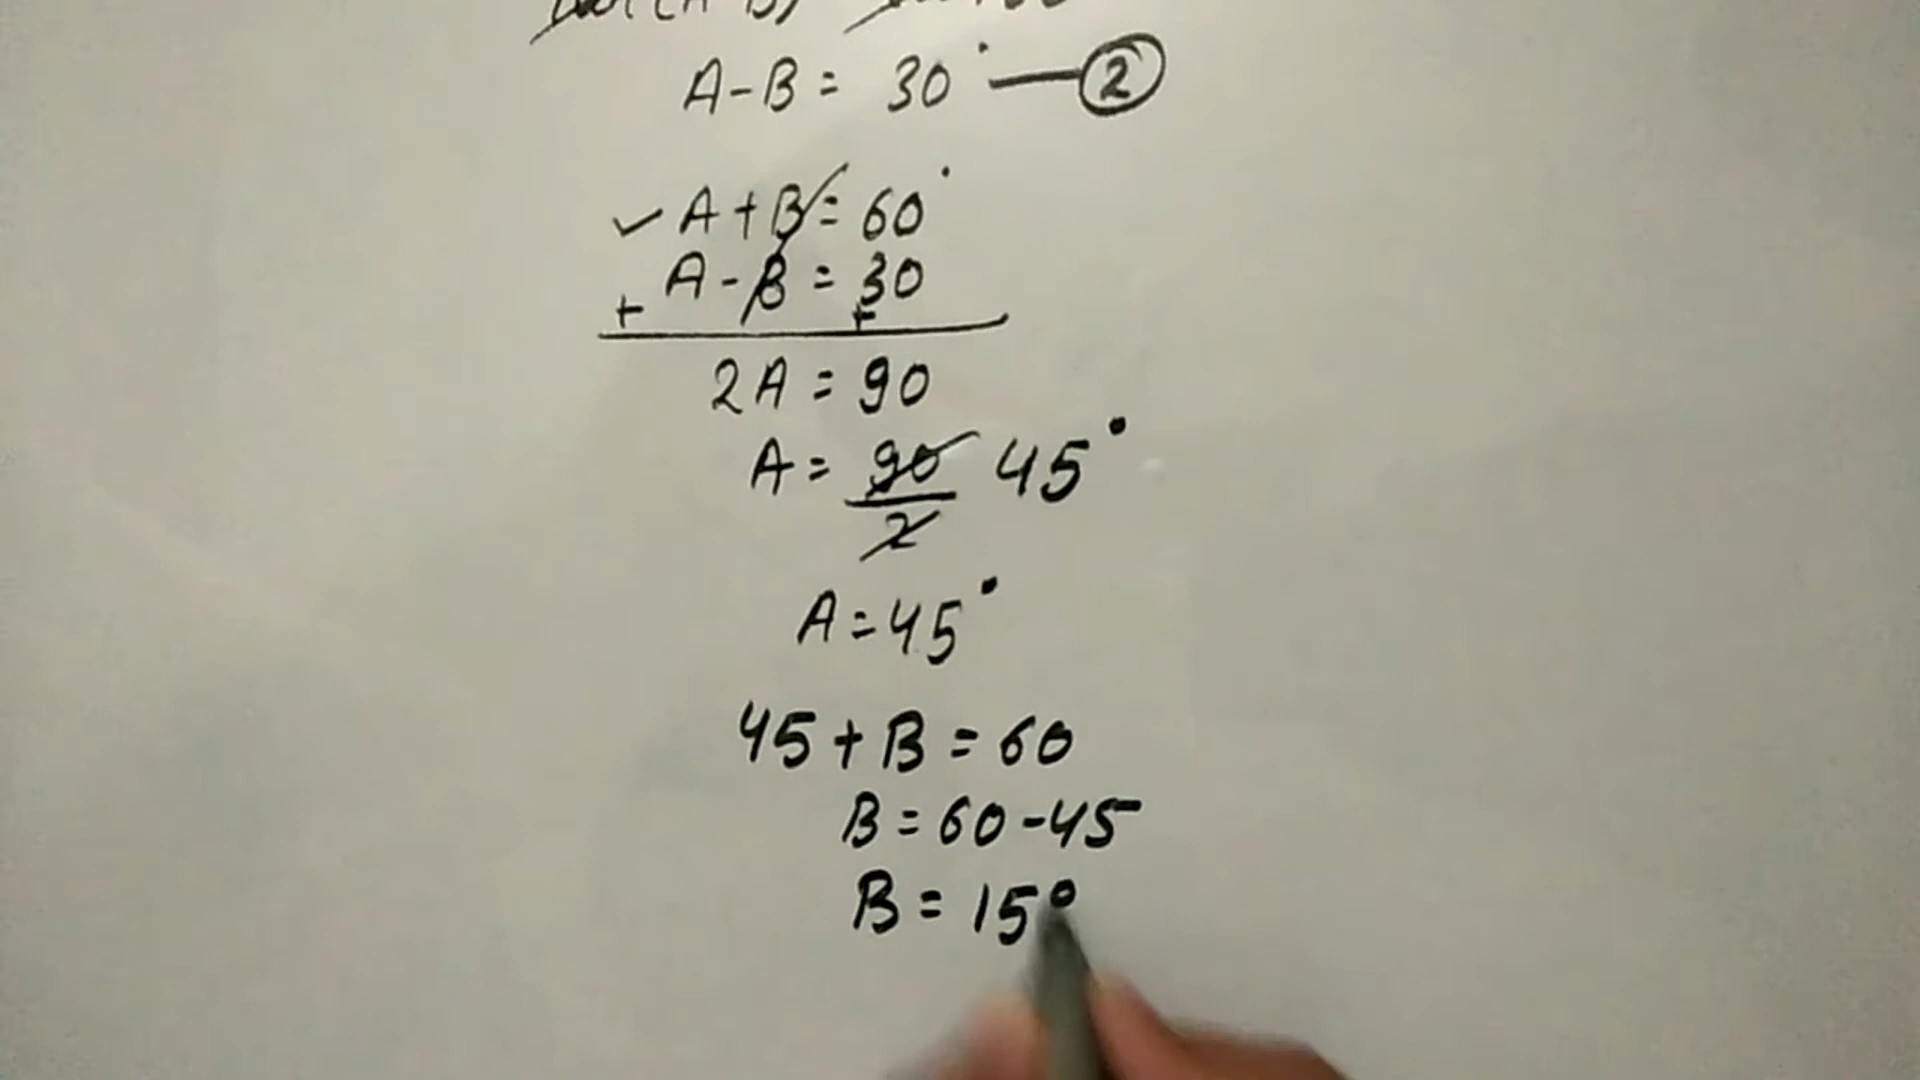 A-B = 30° — ②
✓ A + B = 60°
A - B = 30
+ +
2A = 90
A = 90/2 45°
A = 45°
45 + B = 60
B = 60 - 45
B = 15°